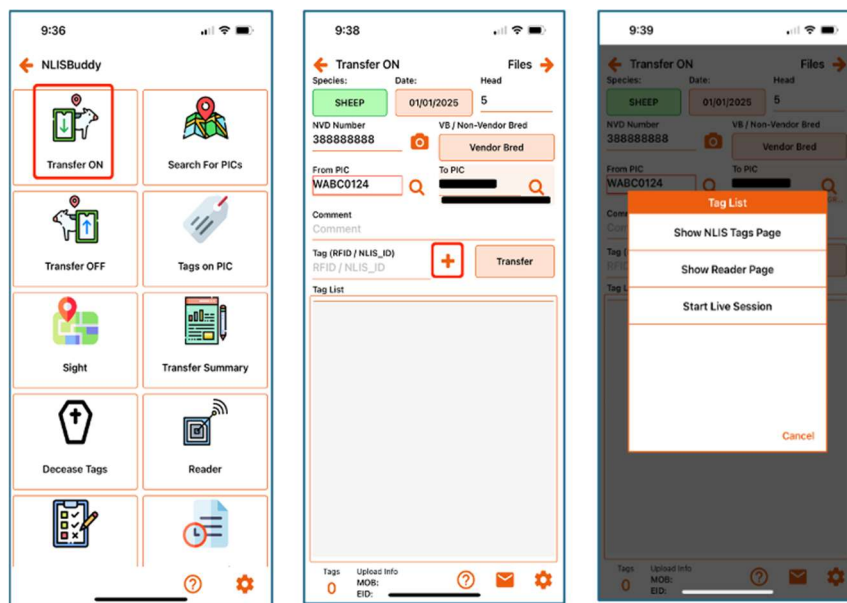 9:36
NLISBuddy
Transfer ON
Search For PICs
Transfer OFF
Tags on PIC
Sight
Transfer Summary
Decease Tags
Reader
9:38
Transfer ON
Files
Species:
Date:
Head
SHEEP
01/01/2025
5
NVD Number
VB / Non-Vendor Bred
388888888
Vendor Bred
From PIC
To PIC
WABC0124
Comment
Comment
Tag (RFID / NLIS_ID)
RFID / NLIS_ID
Transfer
Tag List
Tags
0
Upload Info
MOB:
EID:
9:39
Transfer ON
Files
Species:
Date:
Head
SHEEP
01/01/2025
5
NVD Number
VB / Non-Vendor Bred
388888888
Vendor Bred
From PIC
To PIC
WABC0124
Tag List
Show NLIS Tags Page
Show Reader Page
Start Live Session
Cancel
Tags
0
Upload Info
MOB:
EID: